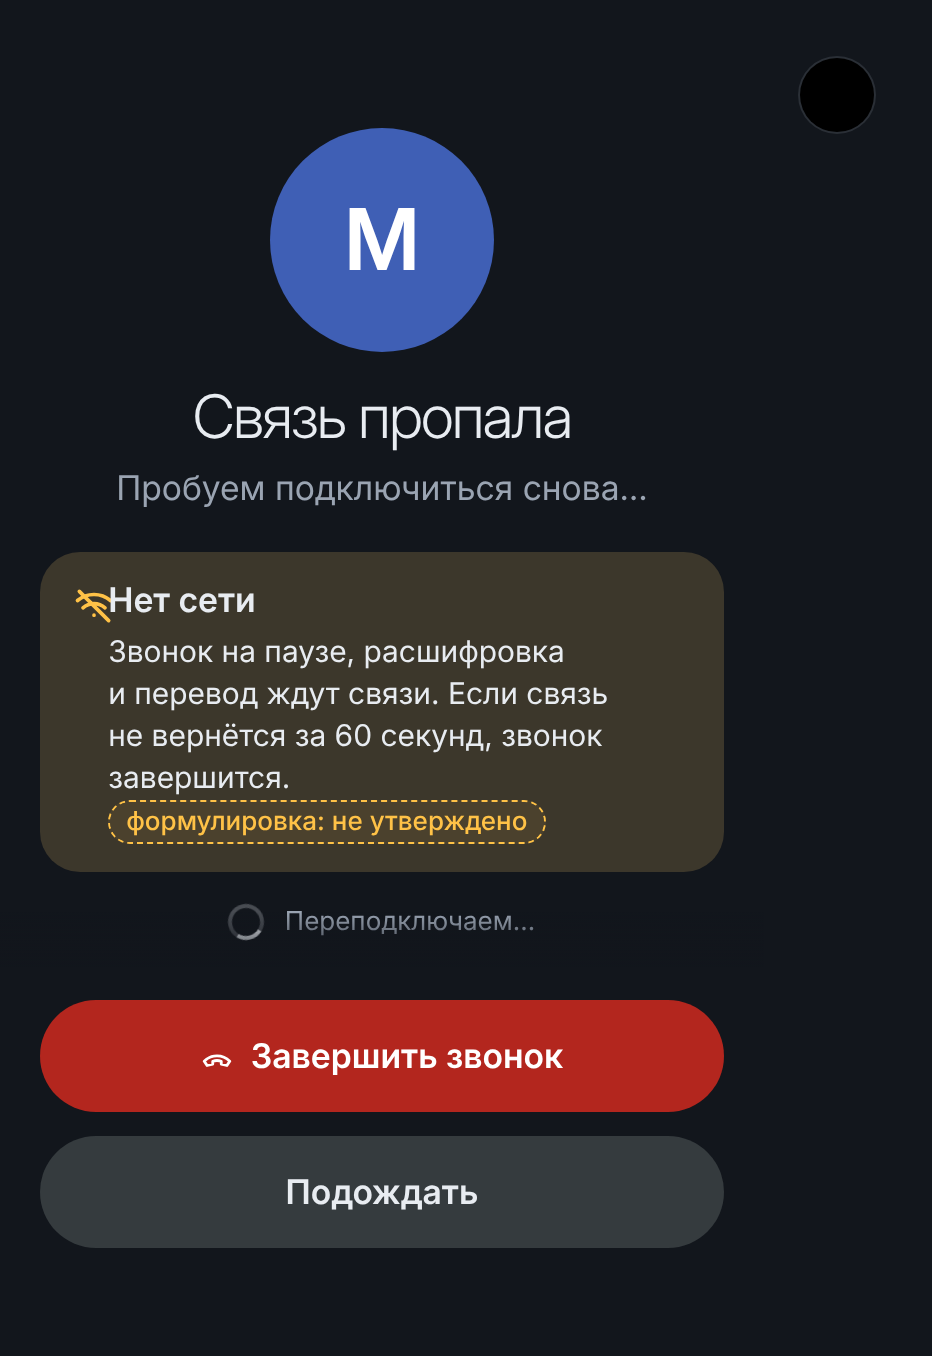 М
Связь пропала
Пробуем подключиться снова...
Нет сети
Звонок на паузе, расшифровка
и перевод ждут связи. Если связь
не вернётся за 60 секунд, звонок
завершится.
формулировка: не утверждено
Переподключаем...
Завершить звонок
Подождать